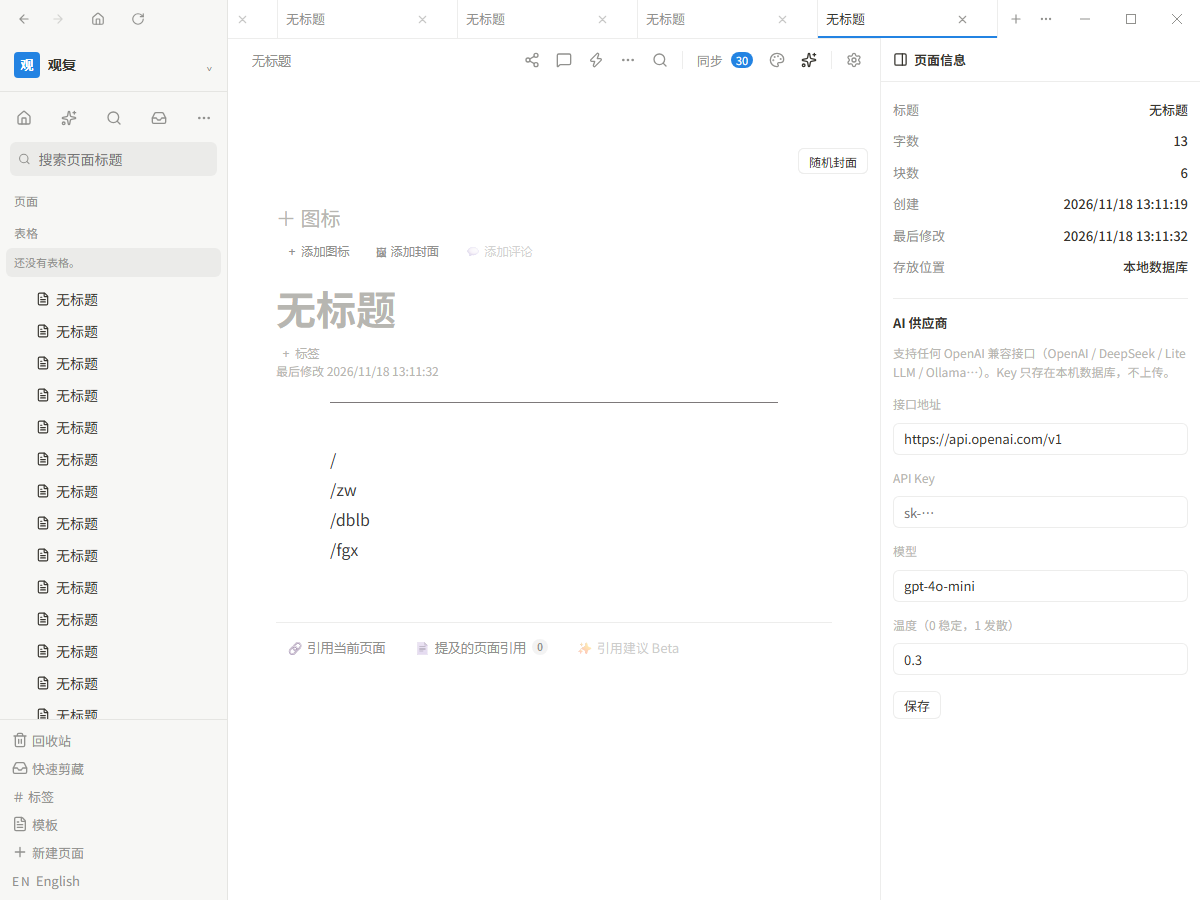 无标题
无标题
无标题
无标题
观 观复
搜索页面标题
页面
表格
还没有表格。
无标题
无标题
无标题
无标题
无标题
无标题
无标题
无标题
无标题
无标题
无标题
无标题
无标题
无标题
回收站
快速剪藏
# 标签
模板
新建页面
EN English
无标题
同步 30
随机封面
图标
+ 添加图标 添加封面 添加评论
无标题
+ 标签
最后修改 2026/11/18 13:11:32
/
/zw
/dblb
/fgx
引用当前页面 提及的页面引用 0 引用建议 Beta
页面信息
标题 无标题
字数 13
块数 6
创建 2026/11/18 13:11:19
最后修改 2026/11/18 13:11:32
存放位置 本地数据库
AI 供应商
支持任何 OpenAI 兼容接口（OpenAI / DeepSeek / Lite
LLM / Ollama…）。Key 只存在本机数据库，不上传。
接口地址
https://api.openai.com/v1
API Key
sk-…
模型
gpt-4o-mini
温度（0 稳定，1 发散）
0.3
保存